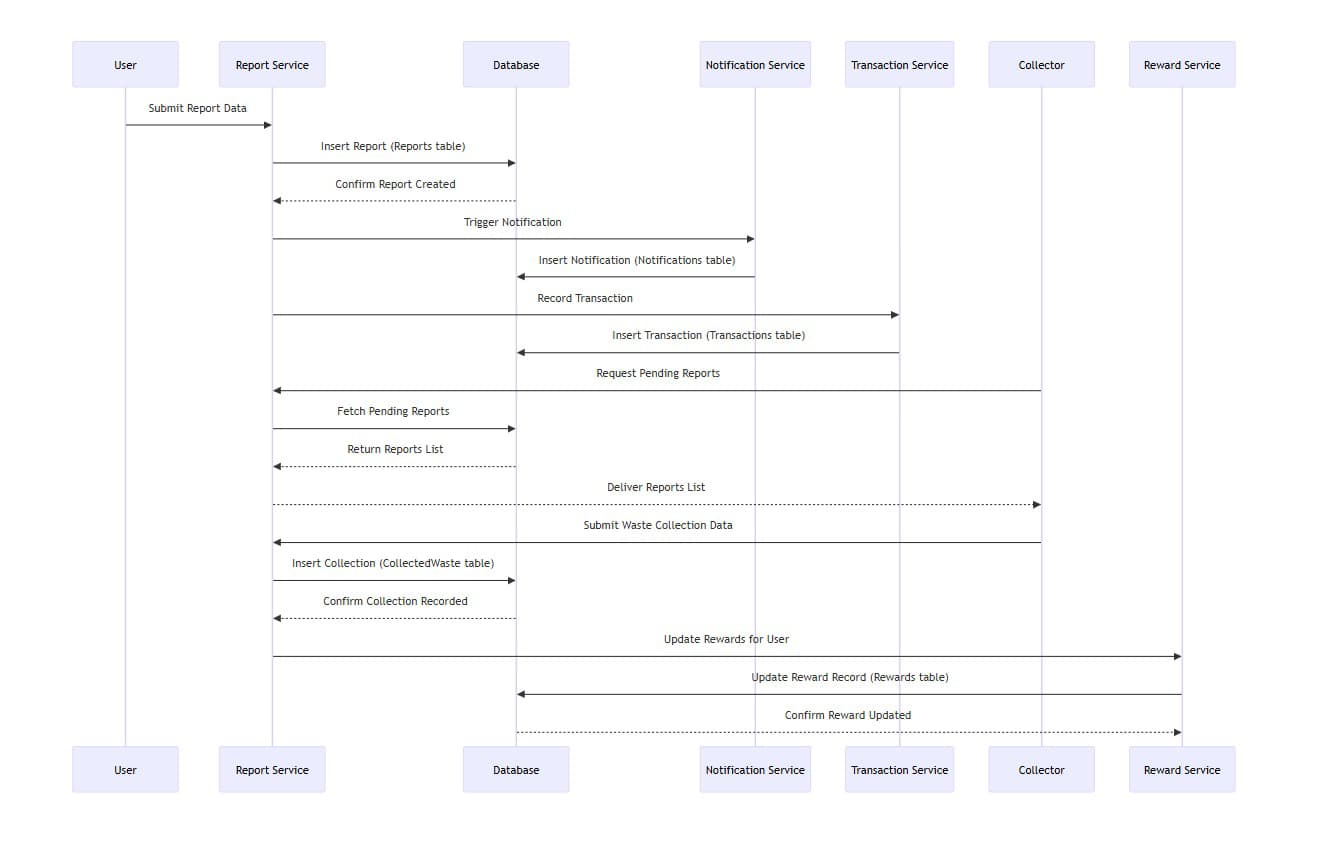 User
Report Service
Database
Notification Service
Transaction Service
Collector
Reward Service
Submit Report Data
Insert Report (Reports table)
Confirm Report Created
Trigger Notification
Insert Notification (Notifications table)
Record Transaction
Insert Transaction (Transactions table)
Request Pending Reports
Fetch Pending Reports
Return Reports List
Deliver Reports List
Submit Waste Collection Data
Insert Collection (CollectedWaste table)
Confirm Collection Recorded
Update Rewards for User
Update Reward Record (Rewards table)
Confirm Reward Updated
User
Report Service
Database
Notification Service
Transaction Service
Collector
Reward Service